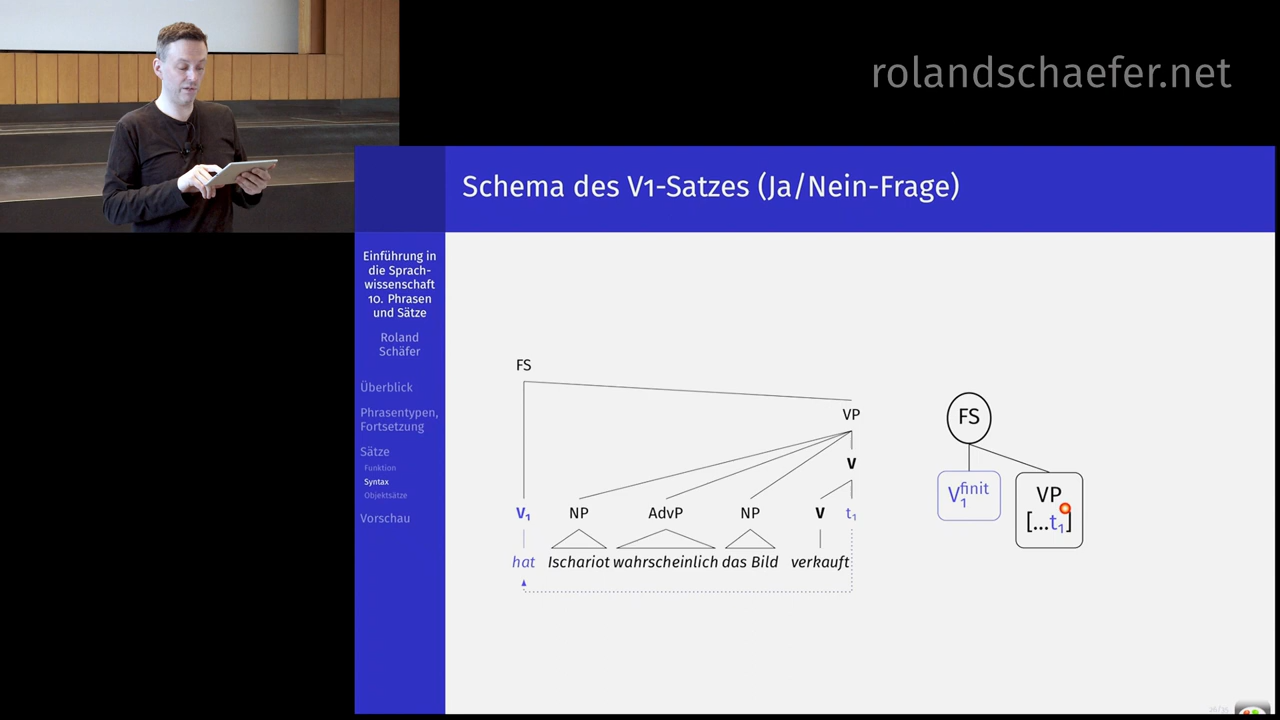 rolandschaefer.net
Schema des V1-Satzes (Ja/Nein-Frage)
Einführung in
die Sprach-
wissenschaft
10. Phrasen
und Sätze
Roland
Schäfer
Überblick
Phrasentypen,
Fortsetzung
Sätze
Funktion
Syntax
Objektsätze
Vorschau
FS
VP
V
V₁ NP AdvP NP V t₁
hat Ischariot wahrscheinlich das Bild verkauft
FS
V₁finit VP
[...t₁]
26/35